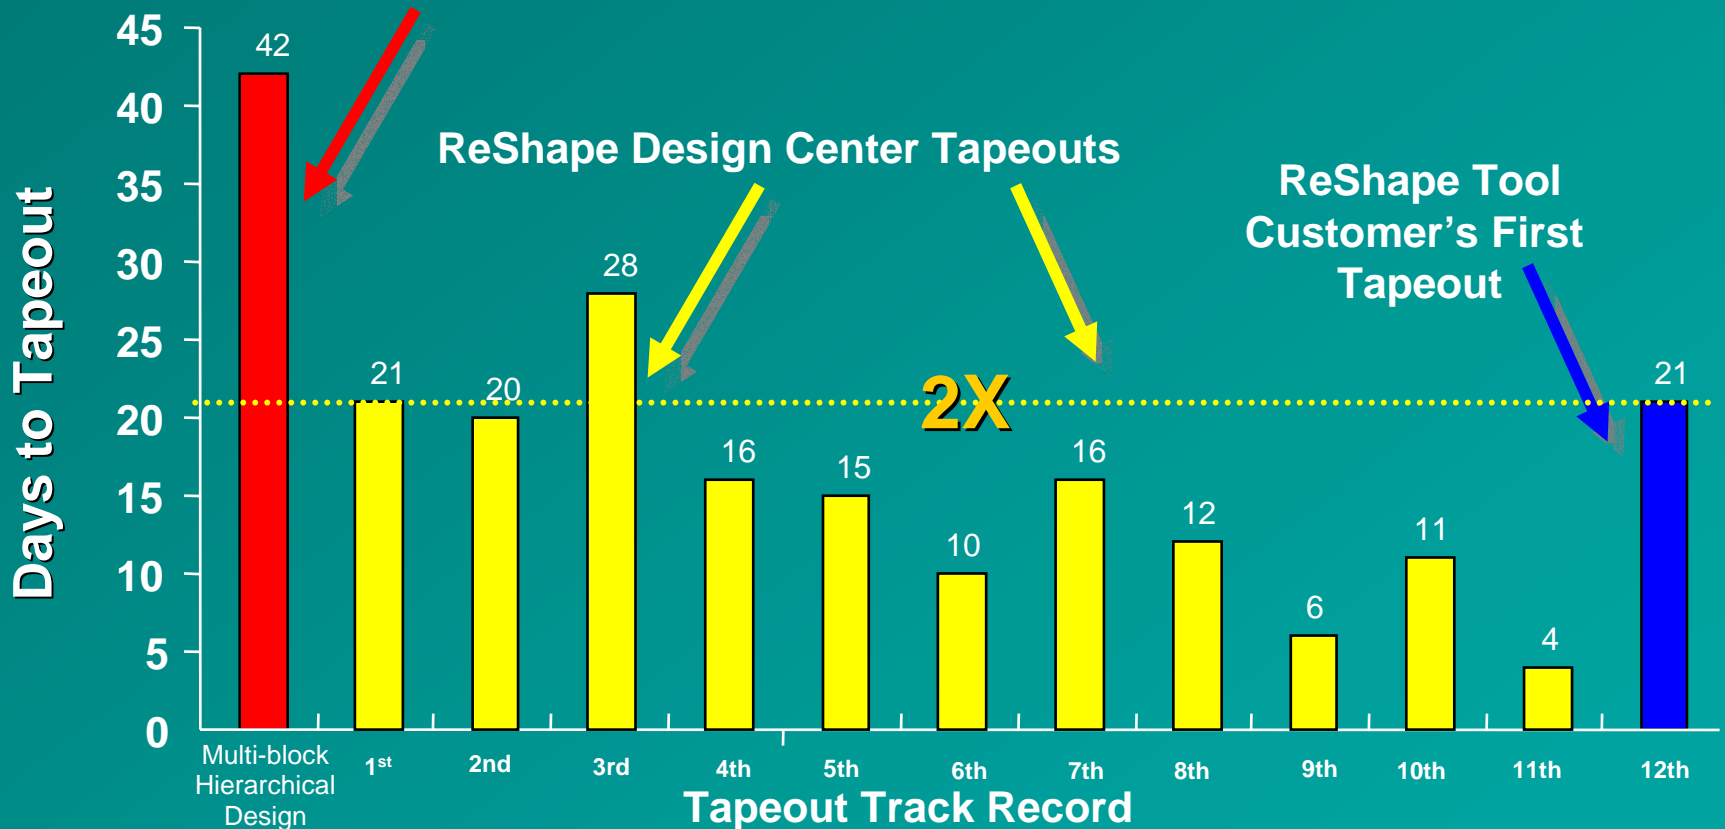 45
42
40
ReShape Design Center Tapeouts
35
ReShape Tool
Customer’s First
Tapeout
30
28
25
21
20
2X
21
20
16
15
16
15
12
10
11
10
6
5
4
0
Days to Tapeout
Multi-block
Hierarchical
Design
1st 2nd 3rd 4th 5th 6th 7th 8th 9th 10th 11th 12th
Tapeout Track Record